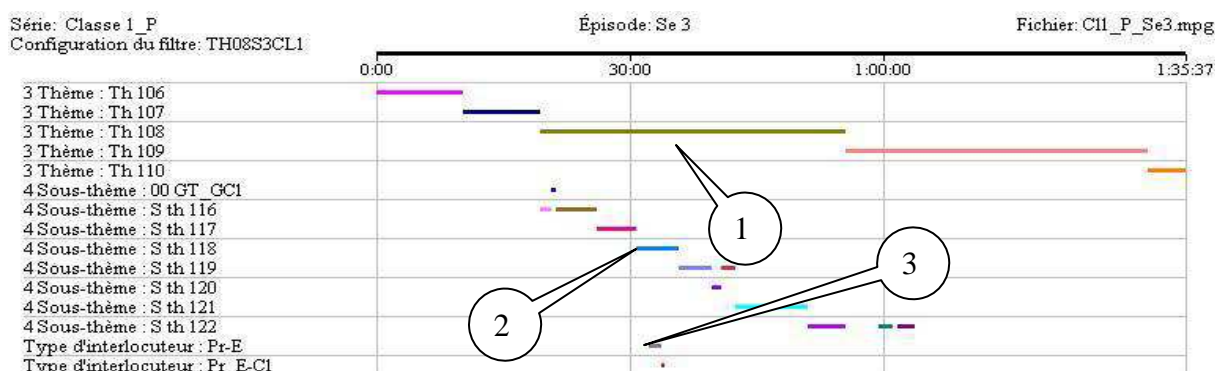 Série: Classe 1_P Épisode: Se 3 Fichier: Cl1_P_Se3.mpg
Configuration du filtre: TH08S3CL1
0:00 30:00 1:00:00 1:35:37
3 Thème : Th 106
3 Thème : Th 107
3 Thème : Th 108
3 Thème : Th 109
3 Thème : Th 110
4 Sous-thème : 00 GT_GC1
4 Sous-thème : S th 116
4 Sous-thème : S th 117
4 Sous-thème : S th 118
4 Sous-thème : S th 119
4 Sous-thème : S th 120
4 Sous-thème : S th 121
4 Sous-thème : S th 122
Type d'interlocuteur : Pr-E
Type d'interlocuteur : Pr_E-C1
1
2
3